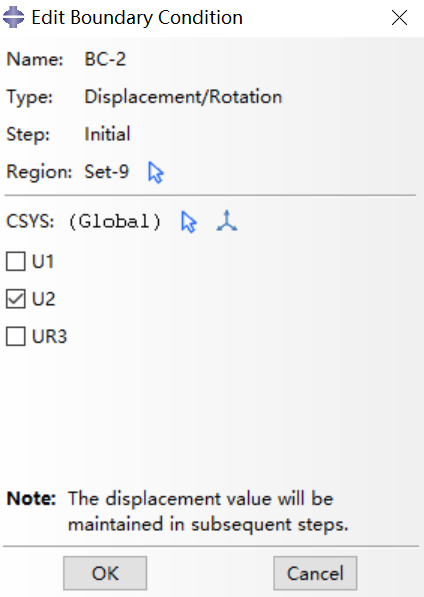 Edit Boundary Condition
Name: BC-2
Type: Displacement/Rotation
Step: Initial
Region: Set-9
CSYS: (Global)
U1
U2
UR3
Note: The displacement value will be
maintained in subsequent steps.
OK Cancel